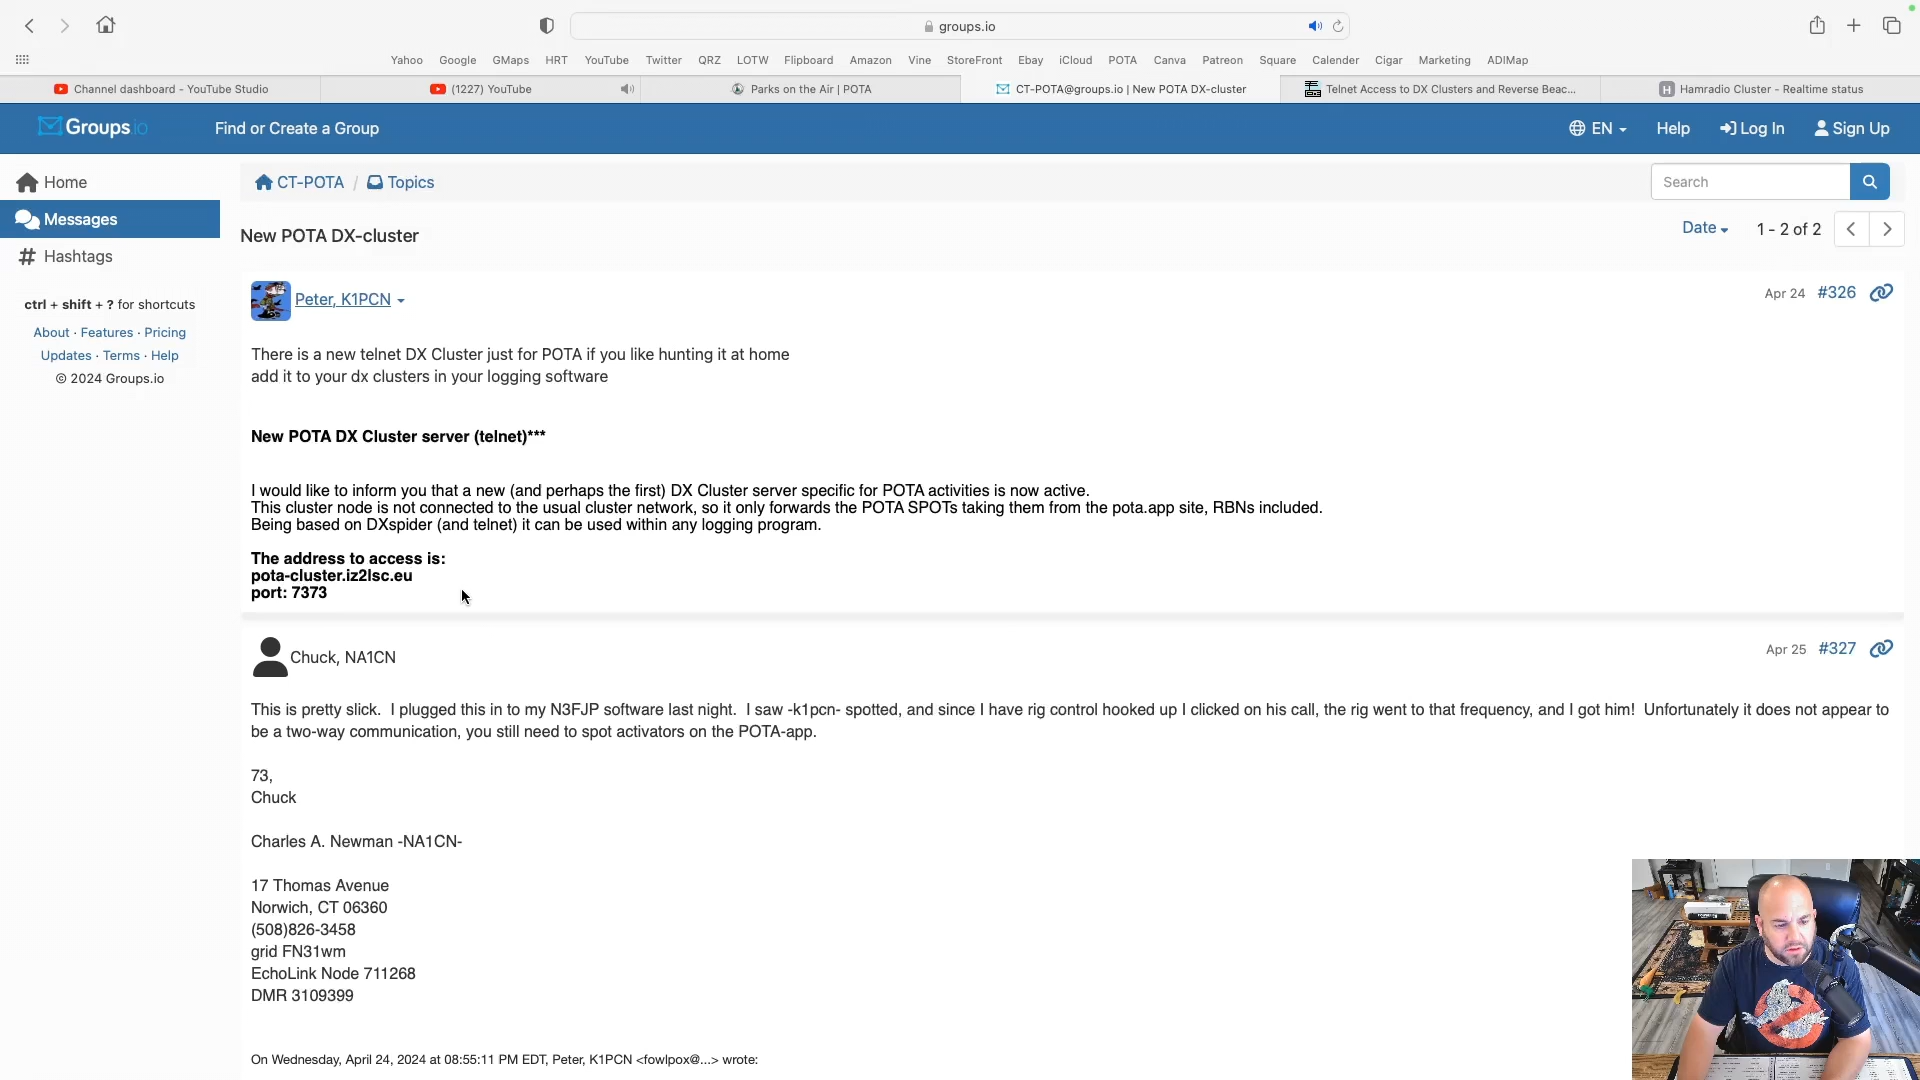 groups.io
Yahoo Google GMaps HRT YouTube Twitter QRZ LOTW Flipboard Amazon Vine StoreFront Ebay iCloud POTA Canva Patreon Square Calender Cigar Marketing ADIMap
Channel dashboard - YouTube Studio
(1227) YouTube
Parks on the Air | POTA
CT-POTA@groups.io | New POTA DX-cluster
Telnet Access to DX Clusters and Reverse Beac...
H Hamradio Cluster - Realtime status
Groups.io
Find or Create a Group
EN Help Log In Sign Up
Home
Messages
# Hashtags
ctrl + shift + ? for shortcuts
About · Features · Pricing
Updates · Terms · Help
© 2024 Groups.io
CT-POTA / Topics
Search
New POTA DX-cluster
Date 1 - 2 of 2
Peter, K1PCN
Apr 24 #326
There is a new telnet DX Cluster just for POTA if you like hunting it at home
add it to your dx clusters in your logging software
New POTA DX Cluster server (telnet)***
I would like to inform you that a new (and perhaps the first) DX Cluster server specific for POTA activities is now active.
This cluster node is not connected to the usual cluster network, so it only forwards the POTA SPOTs taking them from the pota.app site, RBNs included.
Being based on DXspider (and telnet) it can be used within any logging program.
The address to access is:
pota-cluster.iz2lsc.eu
port: 7373
Chuck, NA1CN
Apr 25 #327
This is pretty slick.  I plugged this in to my N3FJP software last night.  I saw -k1pcn- spotted, and since I have rig control hooked up I clicked on his call, the rig went to that frequency, and I got him!  Unfortunately it does not appear to
be a two-way communication, you still need to spot activators on the POTA-app.
73,
Chuck
Charles A. Newman -NA1CN-
17 Thomas Avenue
Norwich, CT 06360
(508)826-3458
grid FN31wm
EchoLink Node 711268
DMR 3109399
On Wednesday, April 24, 2024 at 08:55:11 PM EDT, Peter, K1PCN <fowlpox@...> wrote: